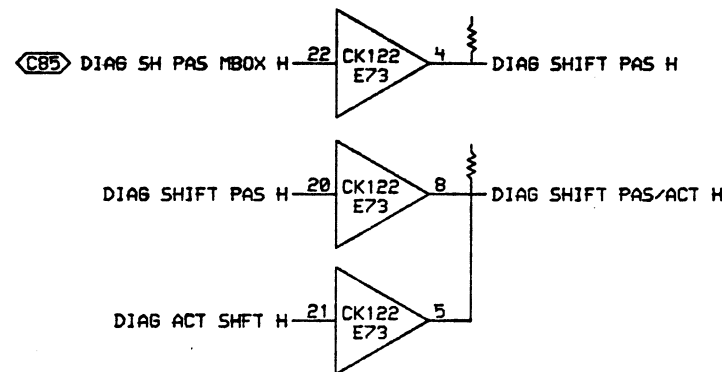 C85 DIAG SH PAS MBOX H 22 CK122 E73 4 DIAG SHIFT PAS H
DIAG SHIFT PAS H 20 CK122 E73 8 DIAG SHIFT PAS/ACT H
DIAG ACT SHFT H 21 CK122 E73 5